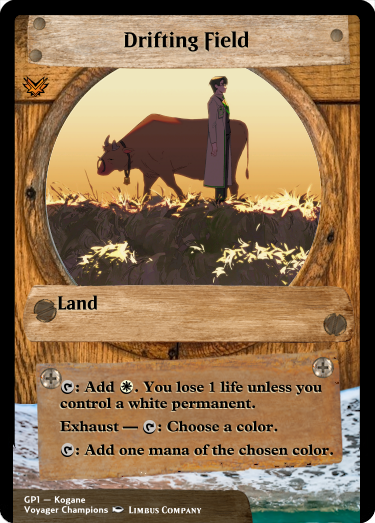 Drifting Field
Land
: Add . You lose 1 life unless you
control a white permanent.
Exhaust — : Choose a color.
: Add one mana of the chosen color.
GP1 — Kogane
Voyager Champions Limbus Company